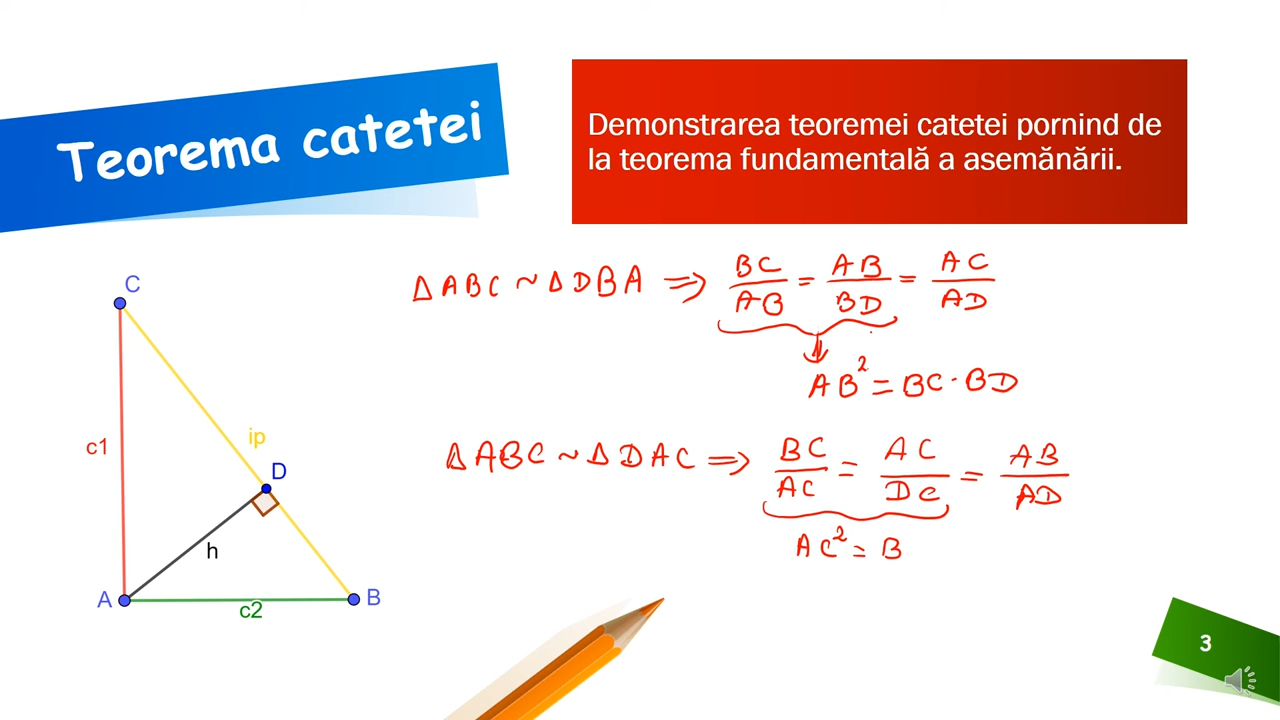 Teorema catetei
Demonstrarea teoremei catetei pornind de
la teorema fundamentală a asemănării.
ΔABC ~ ΔDBA ⇒ BC/AB = AB/BD = AC/AD
AB² = BC · BD
ΔABC ~ ΔDAC ⇒ BC/AC = AC/DC = AB/AD
AC² = B
C
c1
ip
D
h
A
c2
B
3